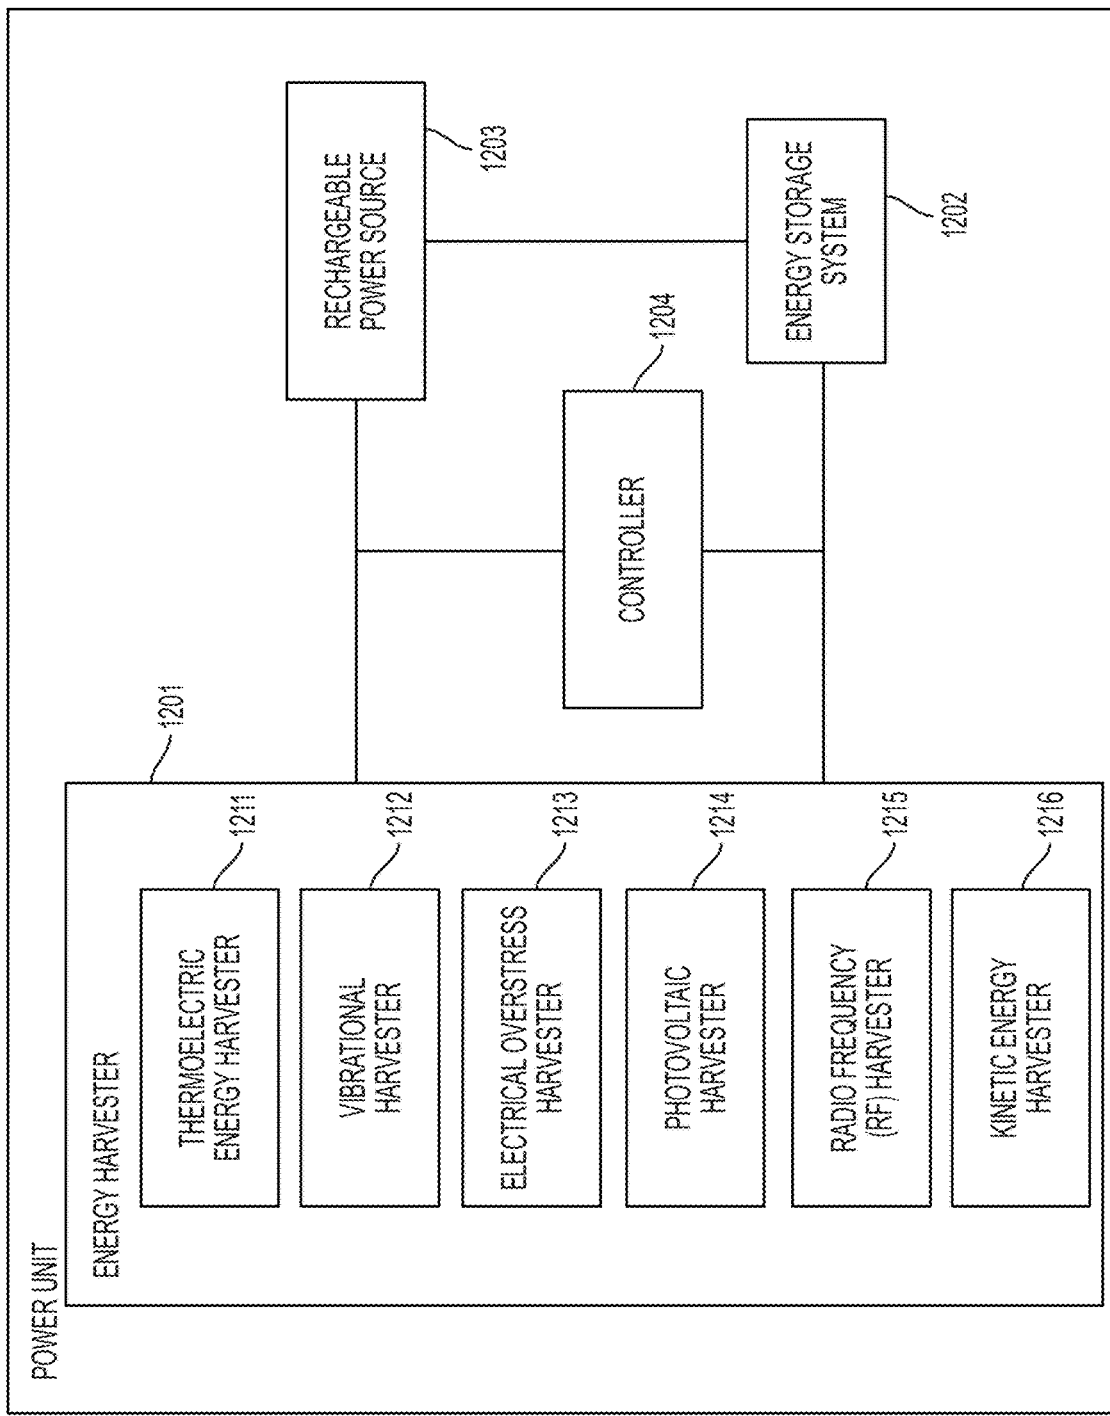 POWER UNIT
ENERGY HARVESTER
1201
THERMOELECTRIC
ENERGY HARVESTER
1211
VIBRATIONAL
HARVESTER
1212
ELECTRICAL OVERSTRESS
HARVESTER
1213
PHOTOVOLTAIC
HARVESTER
1214
RADIO FREQUENCY
(RF) HARVESTER
1215
KINETIC ENERGY
HARVESTER
1216
CONTROLLER
1204
RECHARGEABLE
POWER SOURCE
1203
ENERGY STORAGE
SYSTEM
1202